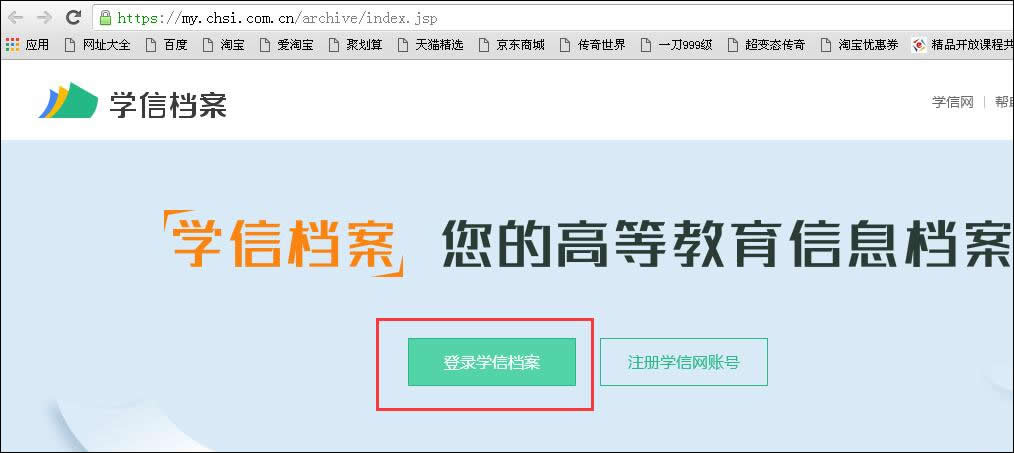 https://my.chsi.com.cn/archive/index.jsp
应用 网址大全 百度 淘宝 爱淘宝 聚划算 天猫精选 京东商城 传奇世界 一刀999级 超变态传奇 淘宝优惠券 精品开放课程共
学信档案 学信网 | 帮助
学信档案 您的高等教育信息档案
登录学信档案 注册学信网账号